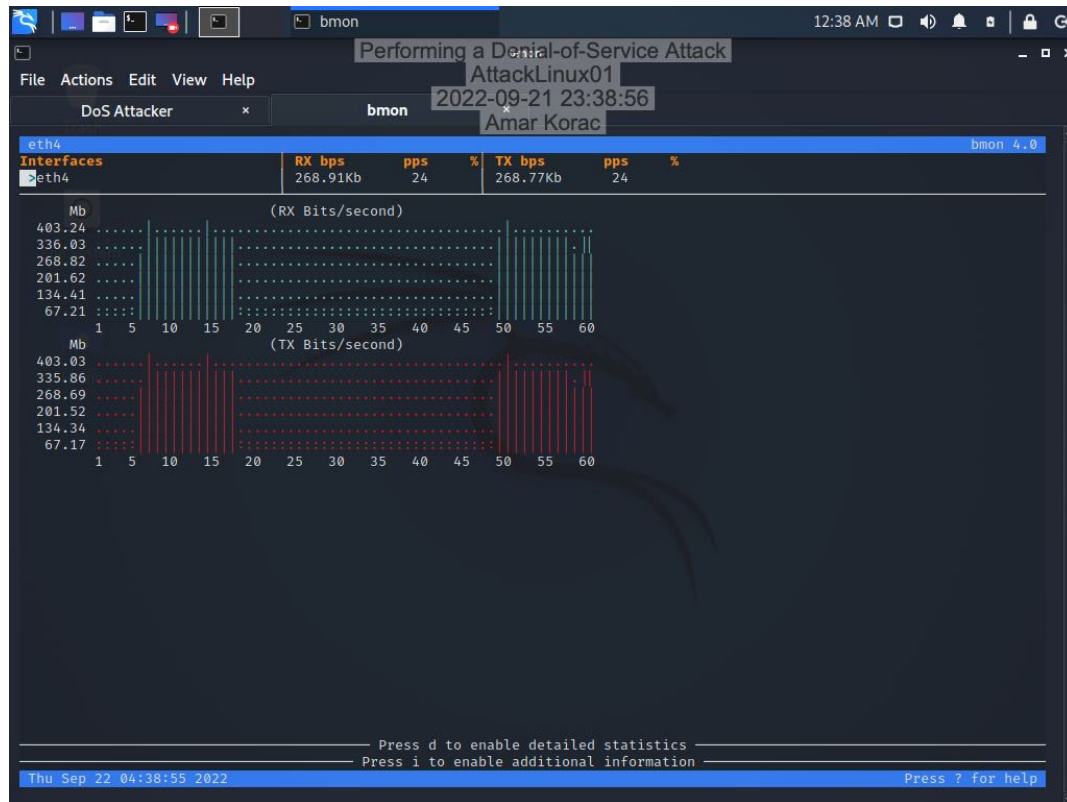 bmon 12:38 AM
Performing a Denial-of-Service Attack
AttackLinux01
2022-09-21 23:38:56
Amar Korac
File Actions Edit View Help
DoS Attacker × bmon ×
eth4 bmon 4.0
Interfaces RX bps pps % TX bps pps %
>eth4 268.91Kb 24 268.77Kb 24
Mb (RX Bits/second)
403.24
336.03
268.82
201.62
134.41
67.21
1 5 10 15 20 25 30 35 40 45 50 55 60
Mb (TX Bits/second)
403.03
335.86
268.69
201.52
134.34
67.17
1 5 10 15 20 25 30 35 40 45 50 55 60
Press d to enable detailed statistics
Press i to enable additional information
Thu Sep 22 04:38:55 2022 Press ? for help